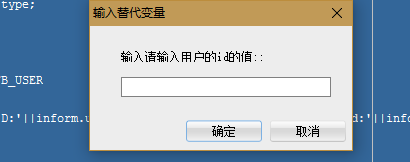 type;
输入替代变量
输入请输入用户的id的值::
B_USER
D:'||inform.u
d:'||info
确定
取消